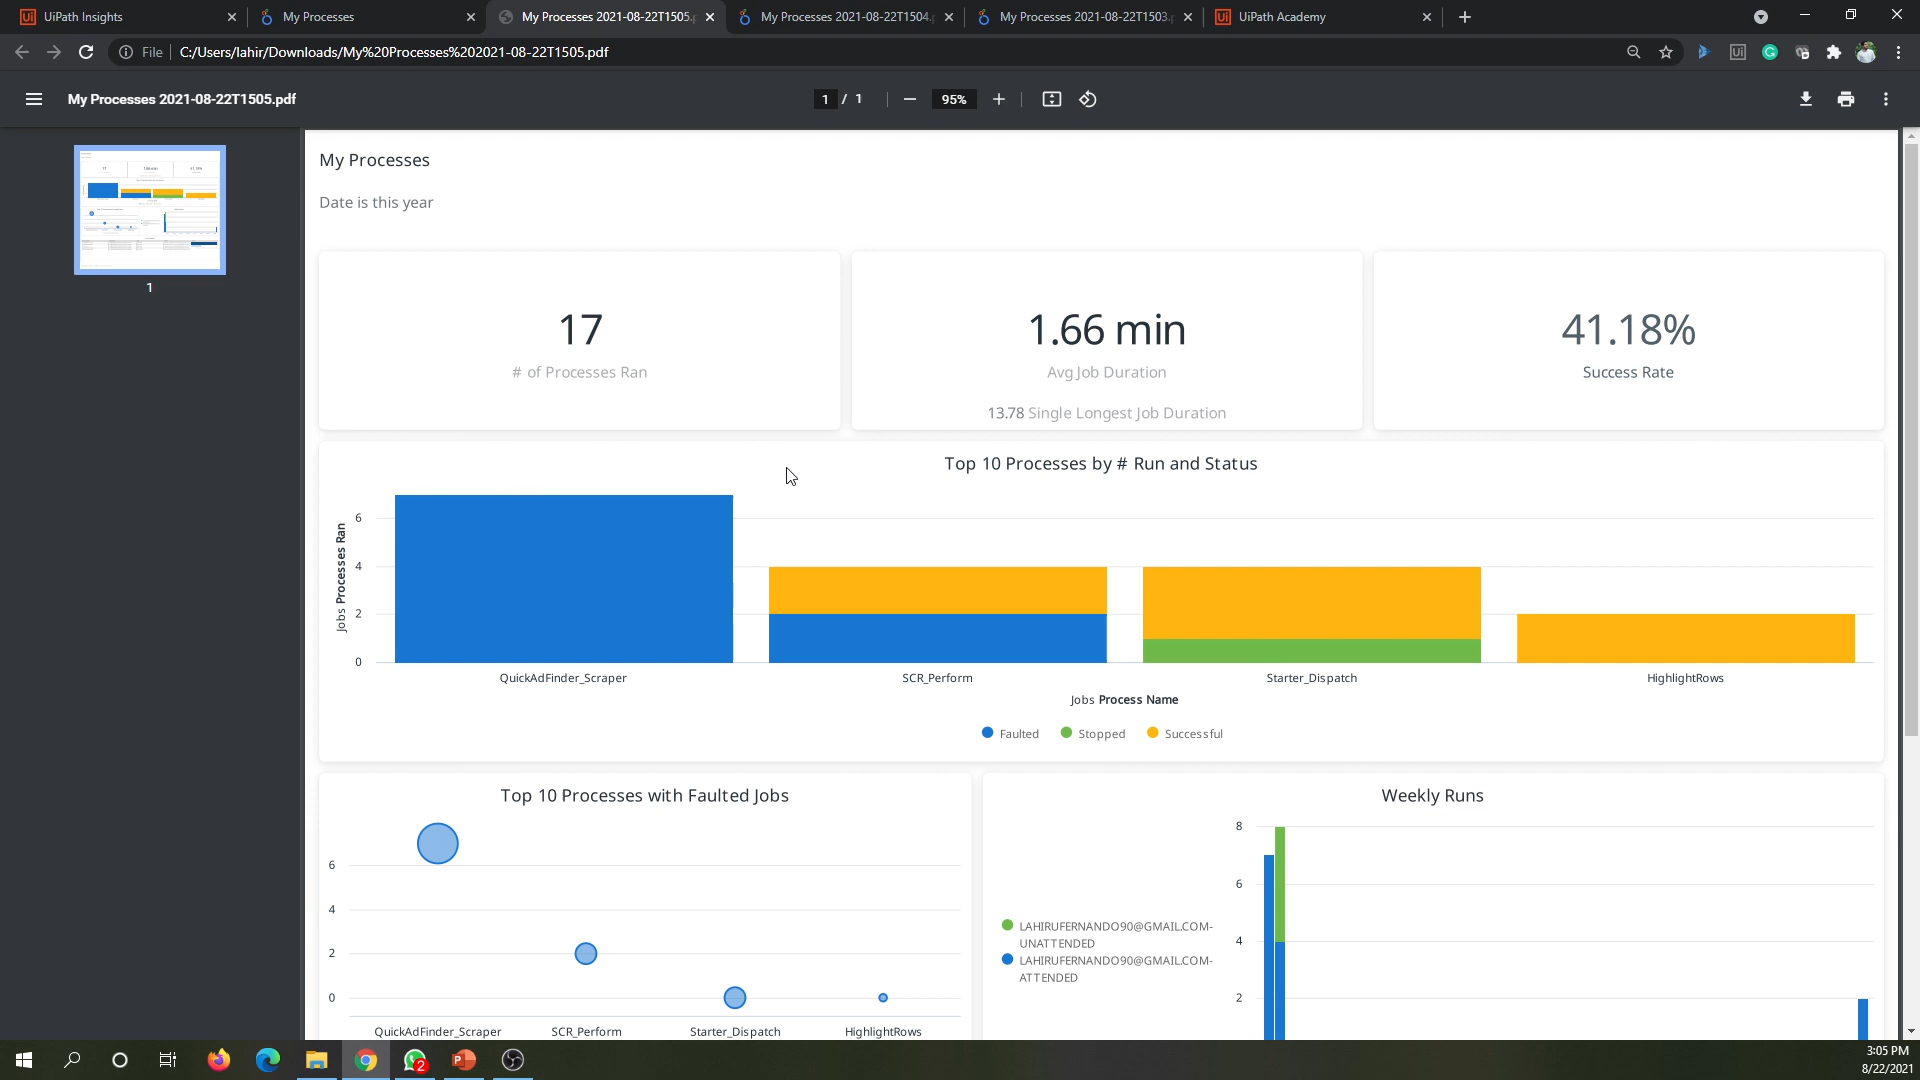 UiPath Insights
My Processes
My Processes 2021-08-22T1505.
My Processes 2021-08-22T1504.
My Processes 2021-08-22T1503.
UiPath Academy
File
C:/Users/lahir/Downloads/My%20Processes%202021-08-22T1505.pdf
My Processes 2021-08-22T1505.pdf
1 / 1
95%
1
My Processes
Date is this year
17
# of Processes Ran
1.66 min
Avg Job Duration
13.78 Single Longest Job Duration
41.18%
Success Rate
Top 10 Processes by # Run and Status
Jobs Processes Ran
6
4
2
0
QuickAdFinder_Scraper
SCR_Perform
Starter_Dispatch
HighlightRows
Jobs Process Name
Faulted
Stopped
Successful
Top 10 Processes with Faulted Jobs
6
4
2
0
QuickAdFinder_Scraper
SCR_Perform
Starter_Dispatch
HighlightRows
Weekly Runs
LAHIRUFERNANDO90@GMAIL.COM-
UNATTENDED
LAHIRUFERNANDO90@GMAIL.COM-
ATTENDED
8
6
4
2
2
3:05 PM
8/22/2021